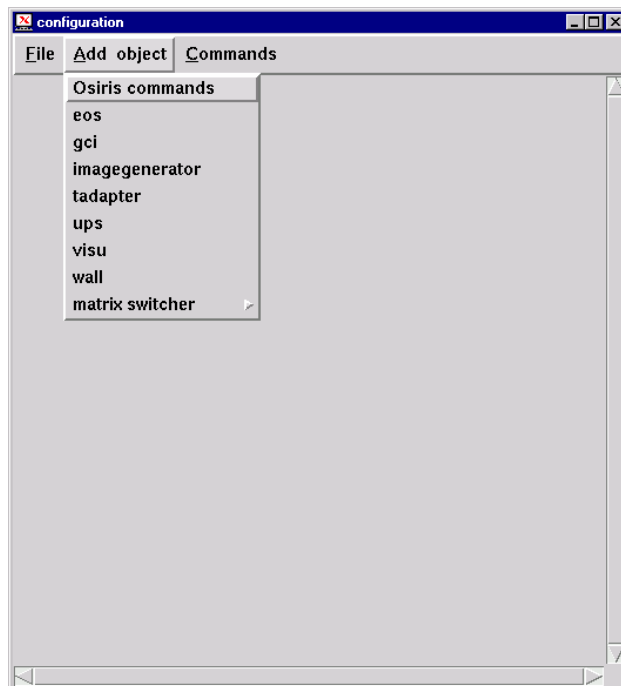 configuration
File Add object Commands
Osiris commands
eos
gci
imagegenerator
tadapter
ups
visu
wall
matrix switcher